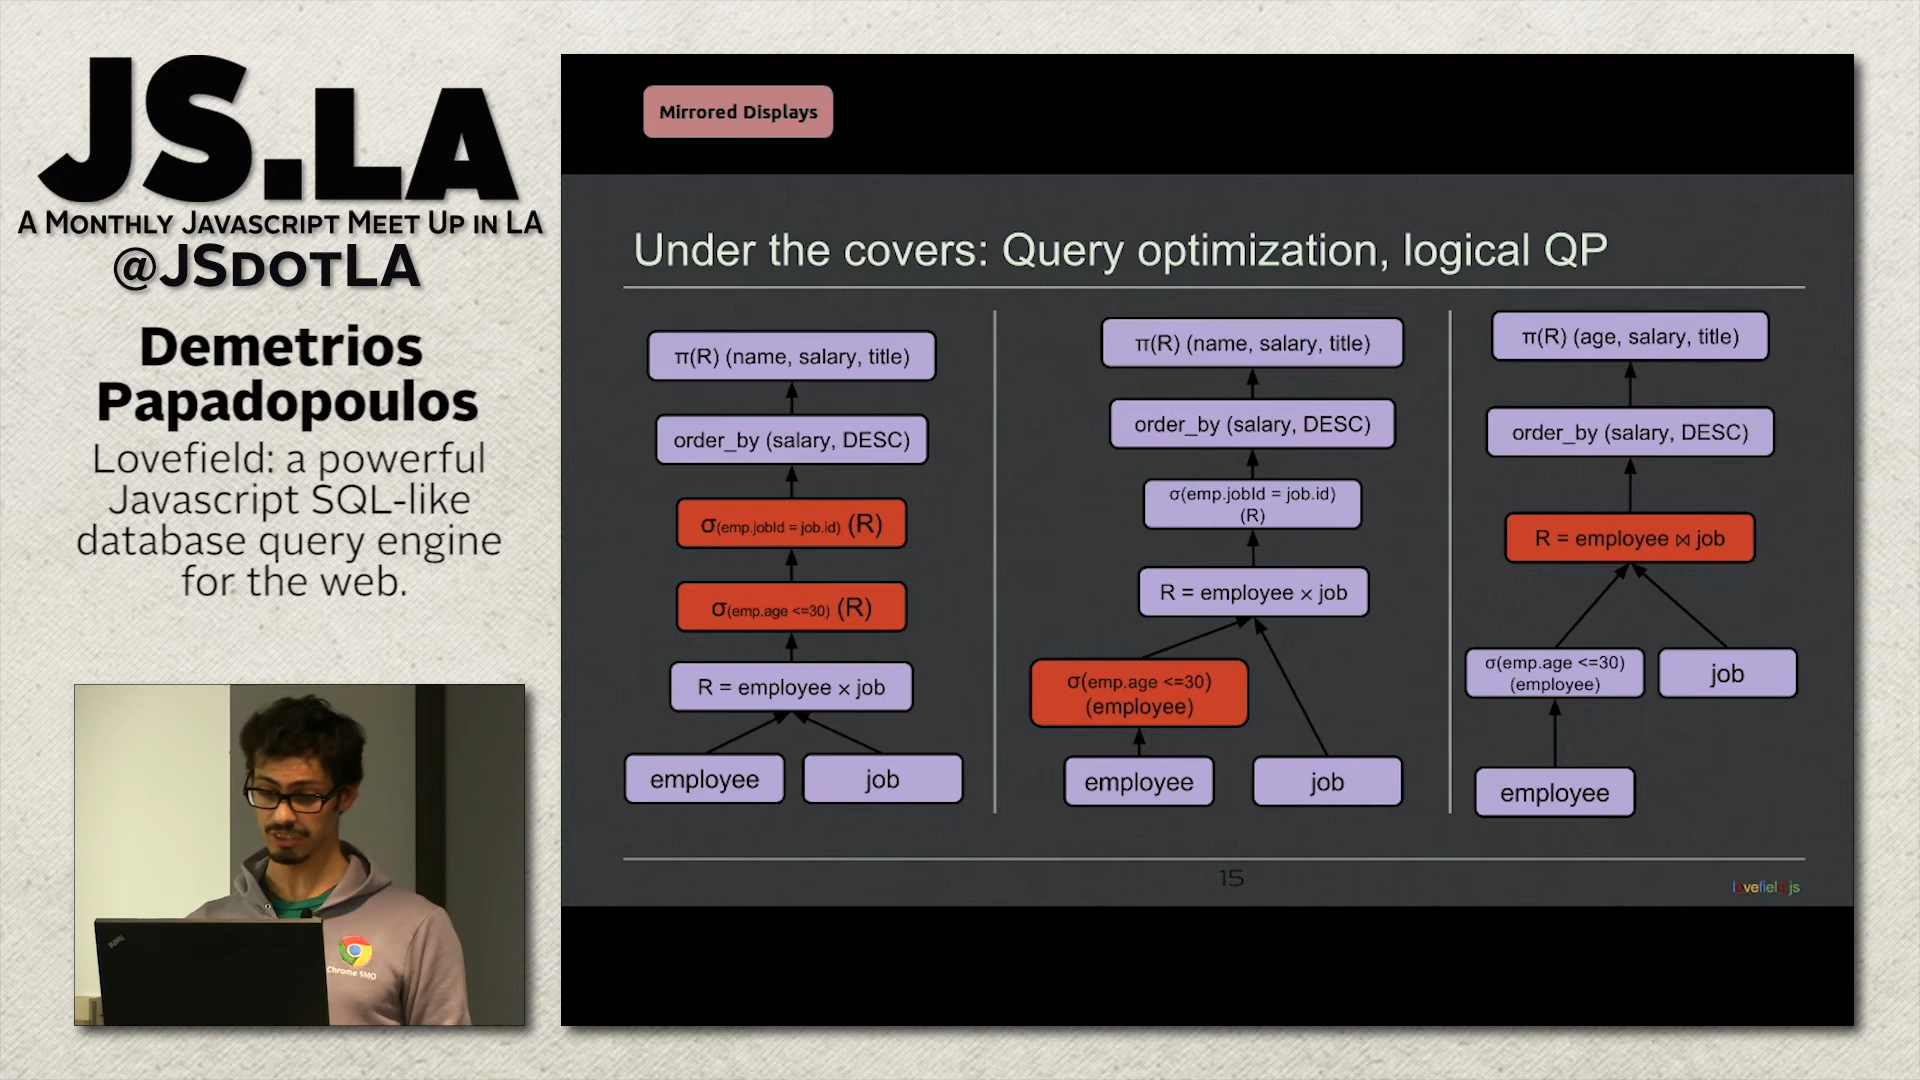 JS.LA
A Monthly Javascript Meet Up in LA
@JSdotLA
Demetrios
Papadopoulos
Lovefield: a powerful
Javascript SQL-like
database query engine
for the web.
Chrome SMO
Mirrored Displays
Under the covers: Query optimization, logical QP
π(R) (name, salary, title)
order_by (salary, DESC)
σ(emp.jobId = job.id) (R)
σ(emp.age <=30) (R)
R = employee × job
employee
job
π(R) (name, salary, title)
order_by (salary, DESC)
σ(emp.jobId = job.id)
(R)
R = employee × job
σ(emp.age <=30)
(employee)
employee
job
π(R) (age, salary, title)
order_by (salary, DESC)
R = employee ⋈ job
σ(emp.age <=30)
(employee)
job
employee
15
lovefield.js